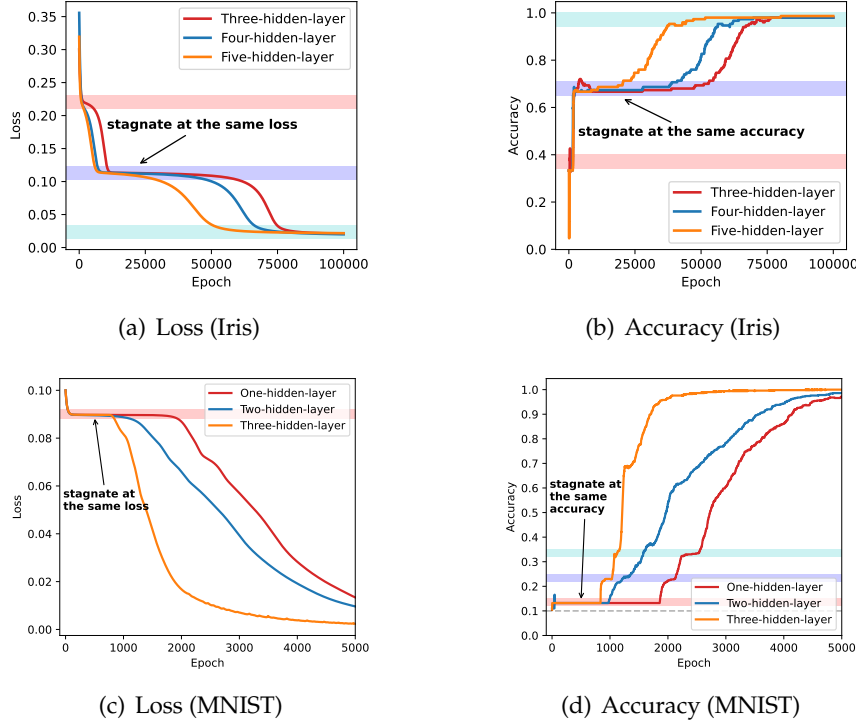 0.35
0.30
0.25
0.20
0.15
0.10
0.05
0.00
Loss
Three-hidden-layer
Four-hidden-layer
Five-hidden-layer
stagnate at the same loss
0 25000 50000 75000 100000
Epoch
(a) Loss (Iris)
1.0
0.8
0.6
0.4
0.2
0.0
Accuracy
stagnate at the same accuracy
Three-hidden-layer
Four-hidden-layer
Five-hidden-layer
0 25000 50000 75000 100000
Epoch
(b) Accuracy (Iris)
0.10
0.08
0.06
0.04
0.02
0.00
Loss
One-hidden-layer
Two-hidden-layer
Three-hidden-layer
stagnate at
the same loss
0 1000 2000 3000 4000 5000
Epoch
(c) Loss (MNIST)
1.0
0.9
0.8
0.7
0.6
0.5
0.4
0.3
0.2
0.1
0.0
Accuracy
stagnate at
the same
accuracy
One-hidden-layer
Two-hidden-layer
Three-hidden-layer
0 1000 2000 3000 4000 5000
Epoch
(d) Accuracy (MNIST)